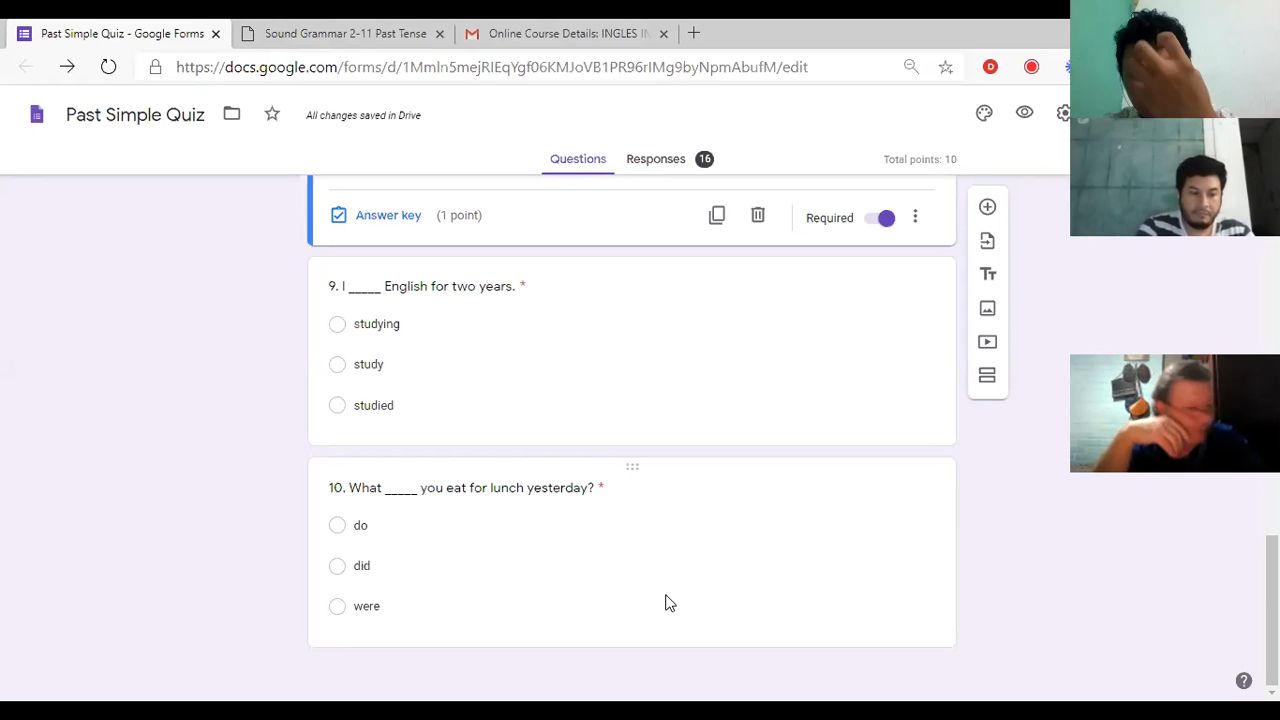 Past Simple Quiz - Google Forms
Sound Grammar 2-11 Past Tense
Online Course Details: INGLES IN
https://docs.google.com/forms/d/1Mmln5mejRIEqYgf06KMJoVB1PR96rIMg9byNpmAbufM/edit
Past Simple Quiz
All changes saved in Drive
Questions
Responses 16
Total points: 10
Answer key (1 point)
Required
9. I _____ English for two years. *
studying
study
studied
10. What _____ you eat for lunch yesterday? *
do
did
were